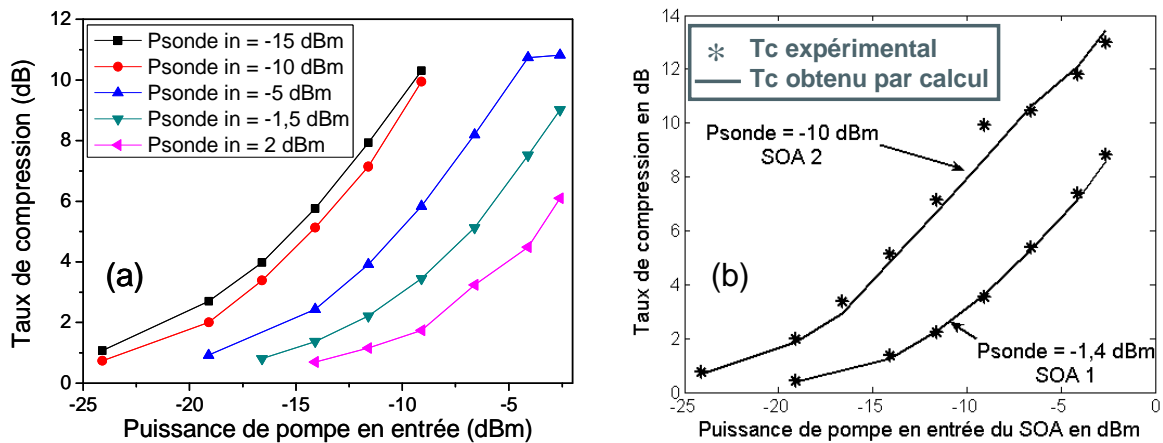 12
10
8
6
4
2
0
-25
-20
-15
-10
-5
Taux de compression (dB)
Puissance de pompe en entrée (dBm)
Psonde in = -15 dBm
Psonde in = -10 dBm
Psonde in = -5 dBm
Psonde in = -1,5 dBm
Psonde in = 2 dBm
(a)
14
12
10
8
6
4
2
0
-25
-20
-15
-10
-5
0
Taux de compression en dB
Puissance de pompe en entrée du SOA en dBm
Tc expérimental
Tc obtenu par calcul
Psonde = -10 dBm
SOA 2
(b)
Psonde = -1,4 dBm
SOA 1